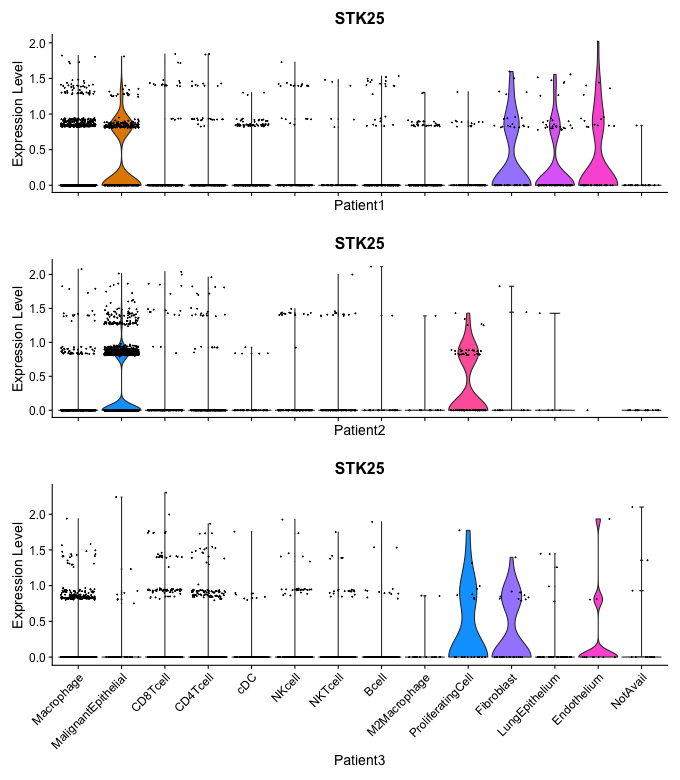 STK25
Expression Level
2.0
1.5
1.0
0.5
0.0
Patient1
STK25
Expression Level
2.0
1.5
1.0
0.5
0.0
Patient2
STK25
Expression Level
2.0
1.5
1.0
0.5
0.0
Macrophage
MalignantEpithelial
CD8Tcell
CD4Tcell
cDC
NKcell
NKTcell
Bcell
M2Macrophage
ProliferatingCell
Fibroblast
LungEpithelium
Endothelium
NotAvail
Patient3